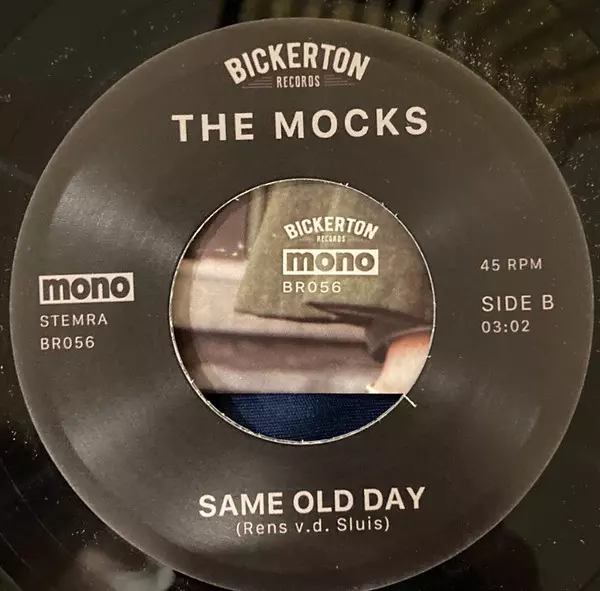 BICKERTON
RECORDS
THE MOCKS
BICKERTON
RECORDS
mono
BR056
mono
STEMRA
BR056
45 RPM
SIDE B
03:02
SAME OLD DAY
(Rens v.d. Sluis)